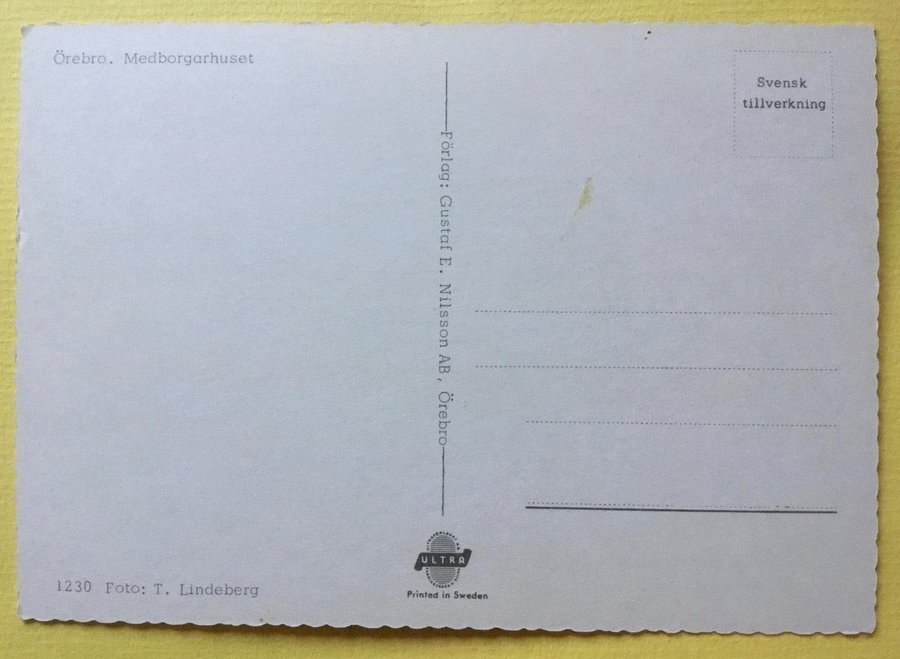 Örebro. Medborgarhuset
Svensk
tillverkning
Förlag: Gustaf E. Nilsson AB, Örebro
ULTRA
Printed in Sweden
1230 Foto: T. Lindeberg